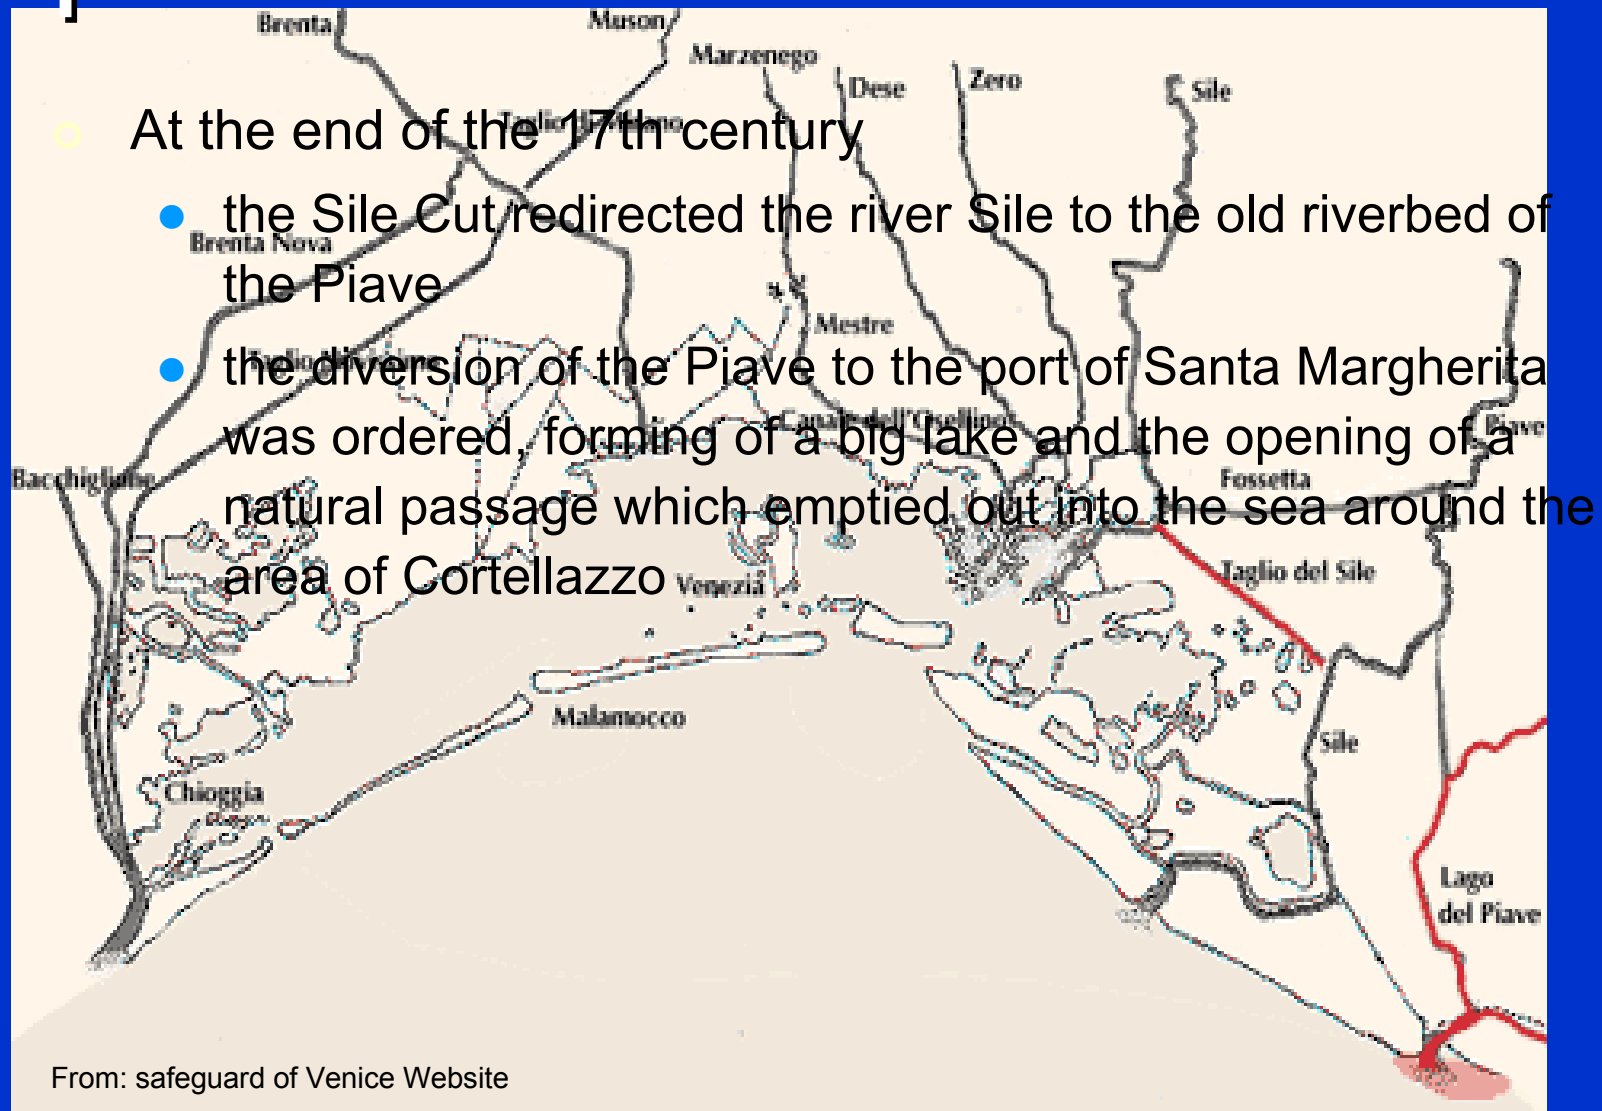 ]
Brenta
Muson
Marzenego
Dese
Zero
Sile
At the end of the 17th century
the Sile Cut redirected the river Sile to the old riverbed of
Brenta Nova
the Piave
Mestre
the diversion of the Piave to the port of Santa Margherita
Canale dell'Osellino
was ordered, forming of a big lake and the opening of a
Piave
Bacchiglione
Fossetta
natural passage which emptied out into the sea around the
area of Cortellazzo
Venezia
Taglio del Sile
Malamocco
Sile
Chioggia
Lago
del Piave
From: safeguard of Venice Website